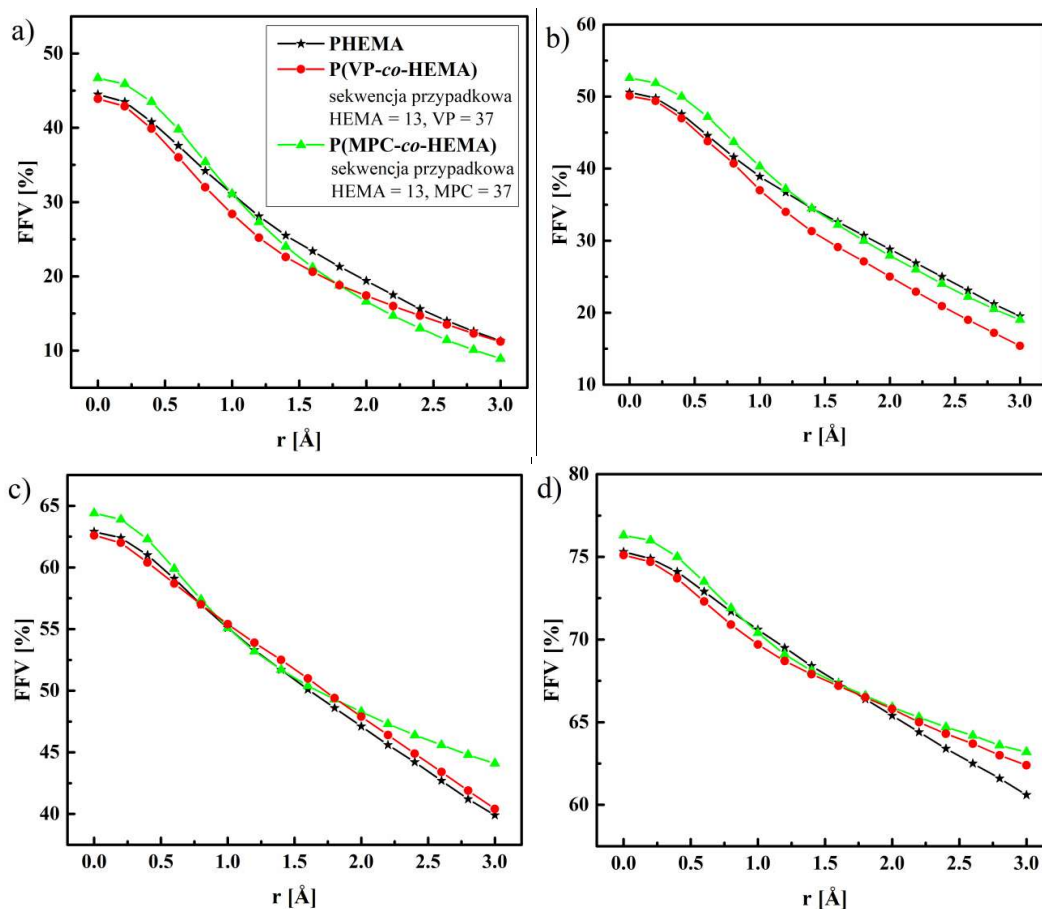 a)
PHEMA
P(VP-co-HEMA)
sekwencja przypadkowa
HEMA = 13, VP = 37
P(MPC-co-HEMA)
sekwencja przypadkowa
HEMA = 13, MPC = 37
50
40
30
20
10
FFV [%]
0.0 0.5 1.0 1.5 2.0 2.5 3.0
r [Å]
b)
60
50
40
30
20
10
FFV [%]
0.0 0.5 1.0 1.5 2.0 2.5 3.0
r [Å]
c)
65
60
55
50
45
40
FFV [%]
0.0 0.5 1.0 1.5 2.0 2.5 3.0
r [Å]
d)
80
75
70
65
60
FFV [%]
0.0 0.5 1.0 1.5 2.0 2.5 3.0
r [Å]